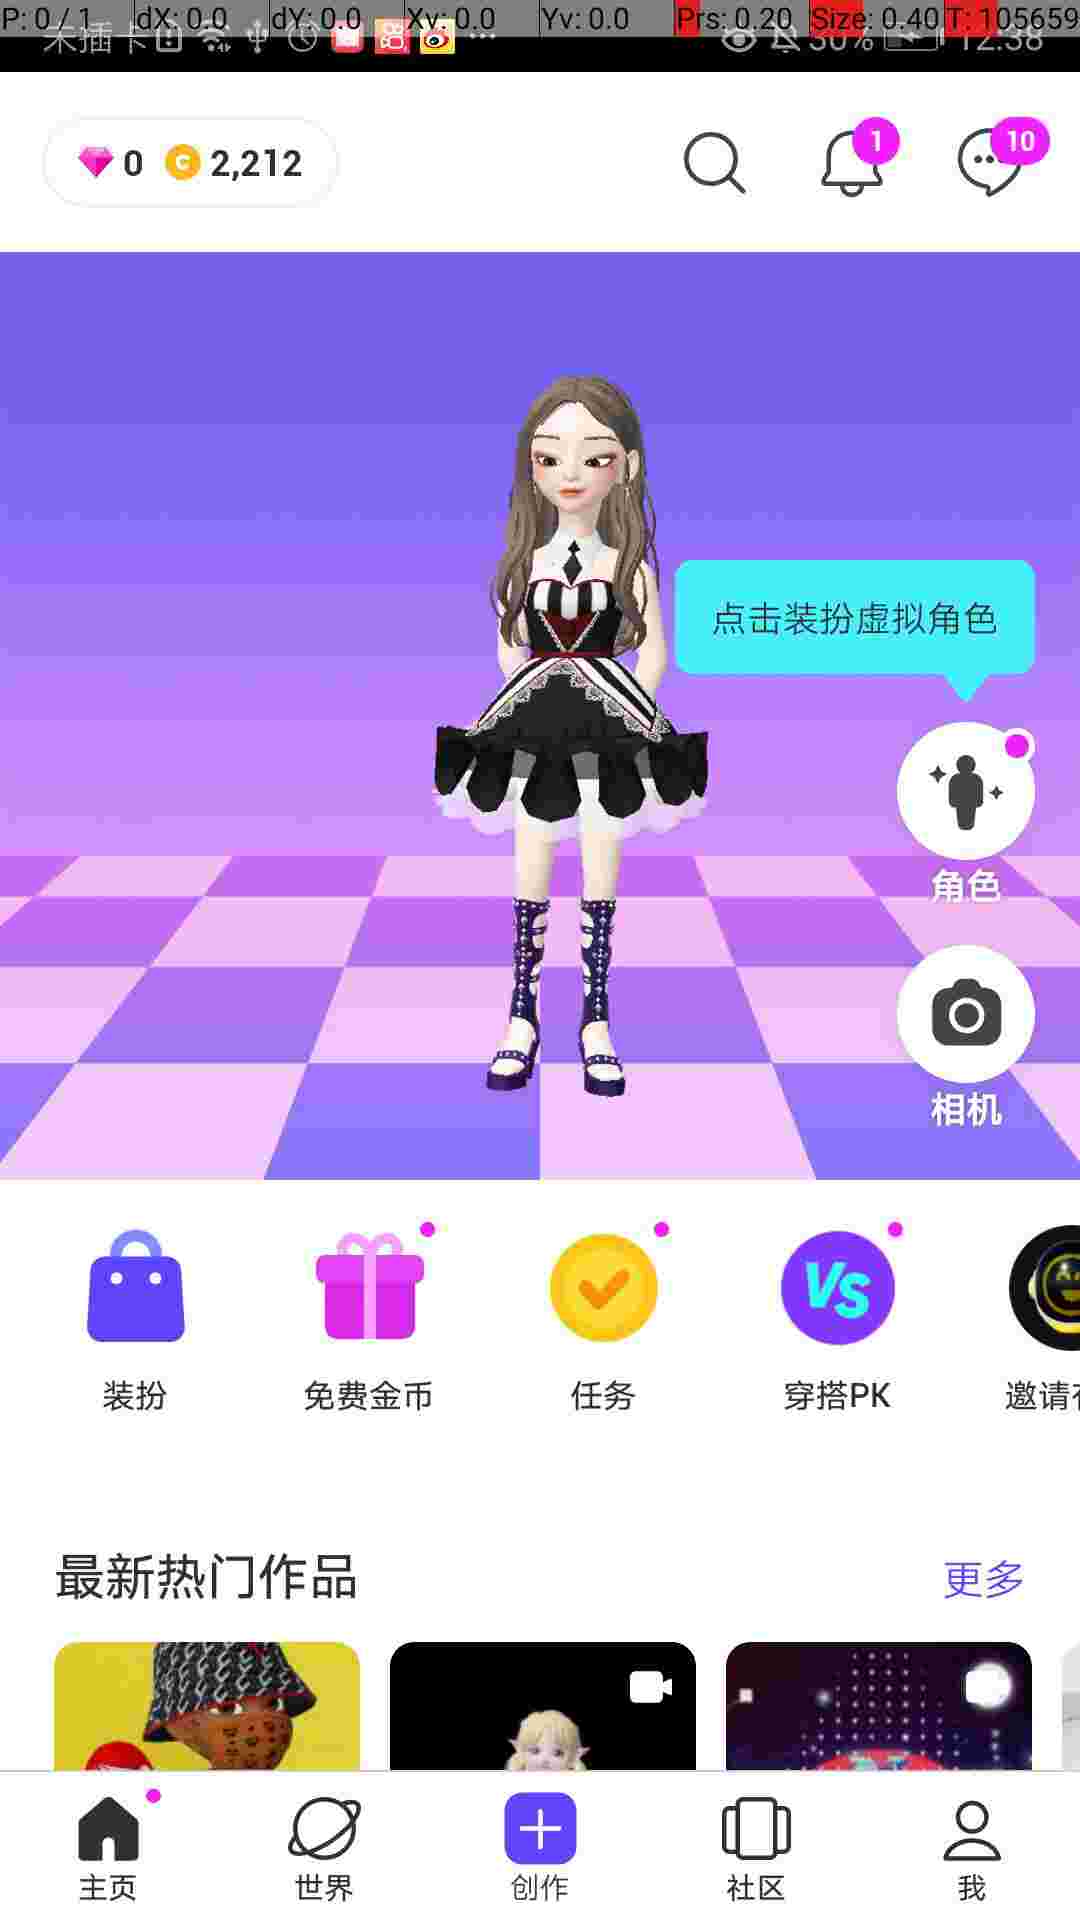 P: 0 / 1 dX: 0.0 dY: 0.0 Xv: 0.0 Yv: 0.0 Prs: 0.20 Size: 0.40 T: 105659
未插卡 30% 12:38
0 C 2,212 1 10
点击装扮虚拟角色
角色
相机
VS
装扮 免费金币 任务 穿搭PK 邀请
最新热门作品 更多
主页 世界 创作 社区 我